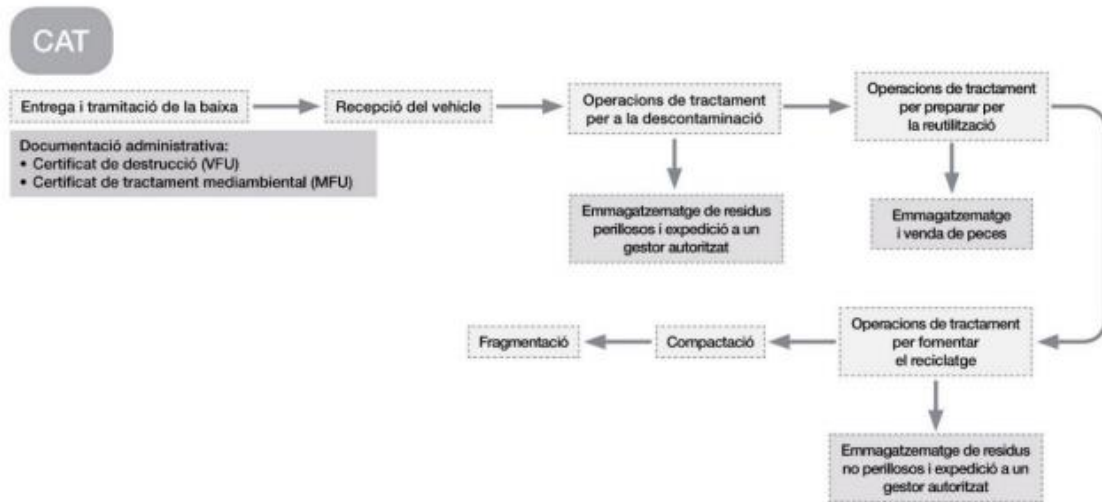 CAT
Entrega i tramitació de la baixa
Recepció del vehicle
Operacions de tractament
per a la descontaminació
Operacions de tractament
per preparar per
la reutilització
Documentació administrativa:
• Certificat de destrucció (VFU)
• Certificat de tractament mediambiental (MFU)
Emmagatzematge de residus
perillosos i expedició a un
gestor autoritzat
Emmagatzematge
i venda de peces
Operacions de tractament
per fomentar
el reciclatge
Compactació
Fragmentació
Emmagatzematge de residus
no perillosos i expedició a un
gestor autoritzat